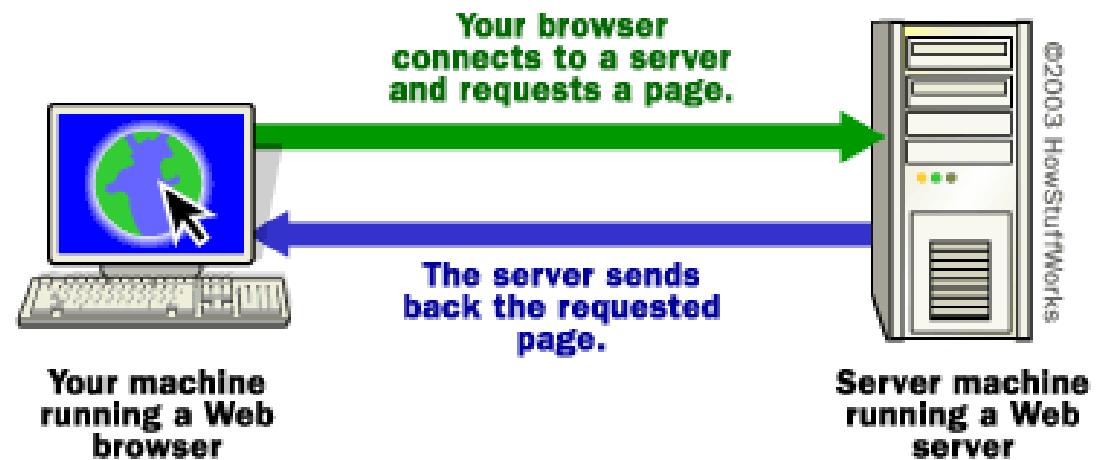 Your browser
connects to a server
and requests a page.
©2003 HowStuffWorks
The server sends
back the requested
page.
Your machine
running a Web
browser
Server machine
running a Web
server